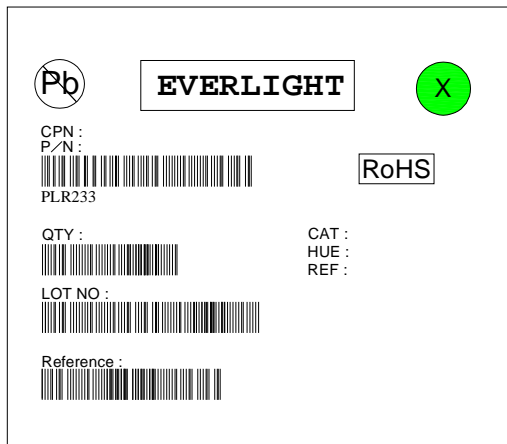 Pb
EVERLIGHT
X
CPN :
P/N :
RoHS
PLR233
QTY :
CAT :
HUE :
REF :
LOT NO :
Reference :